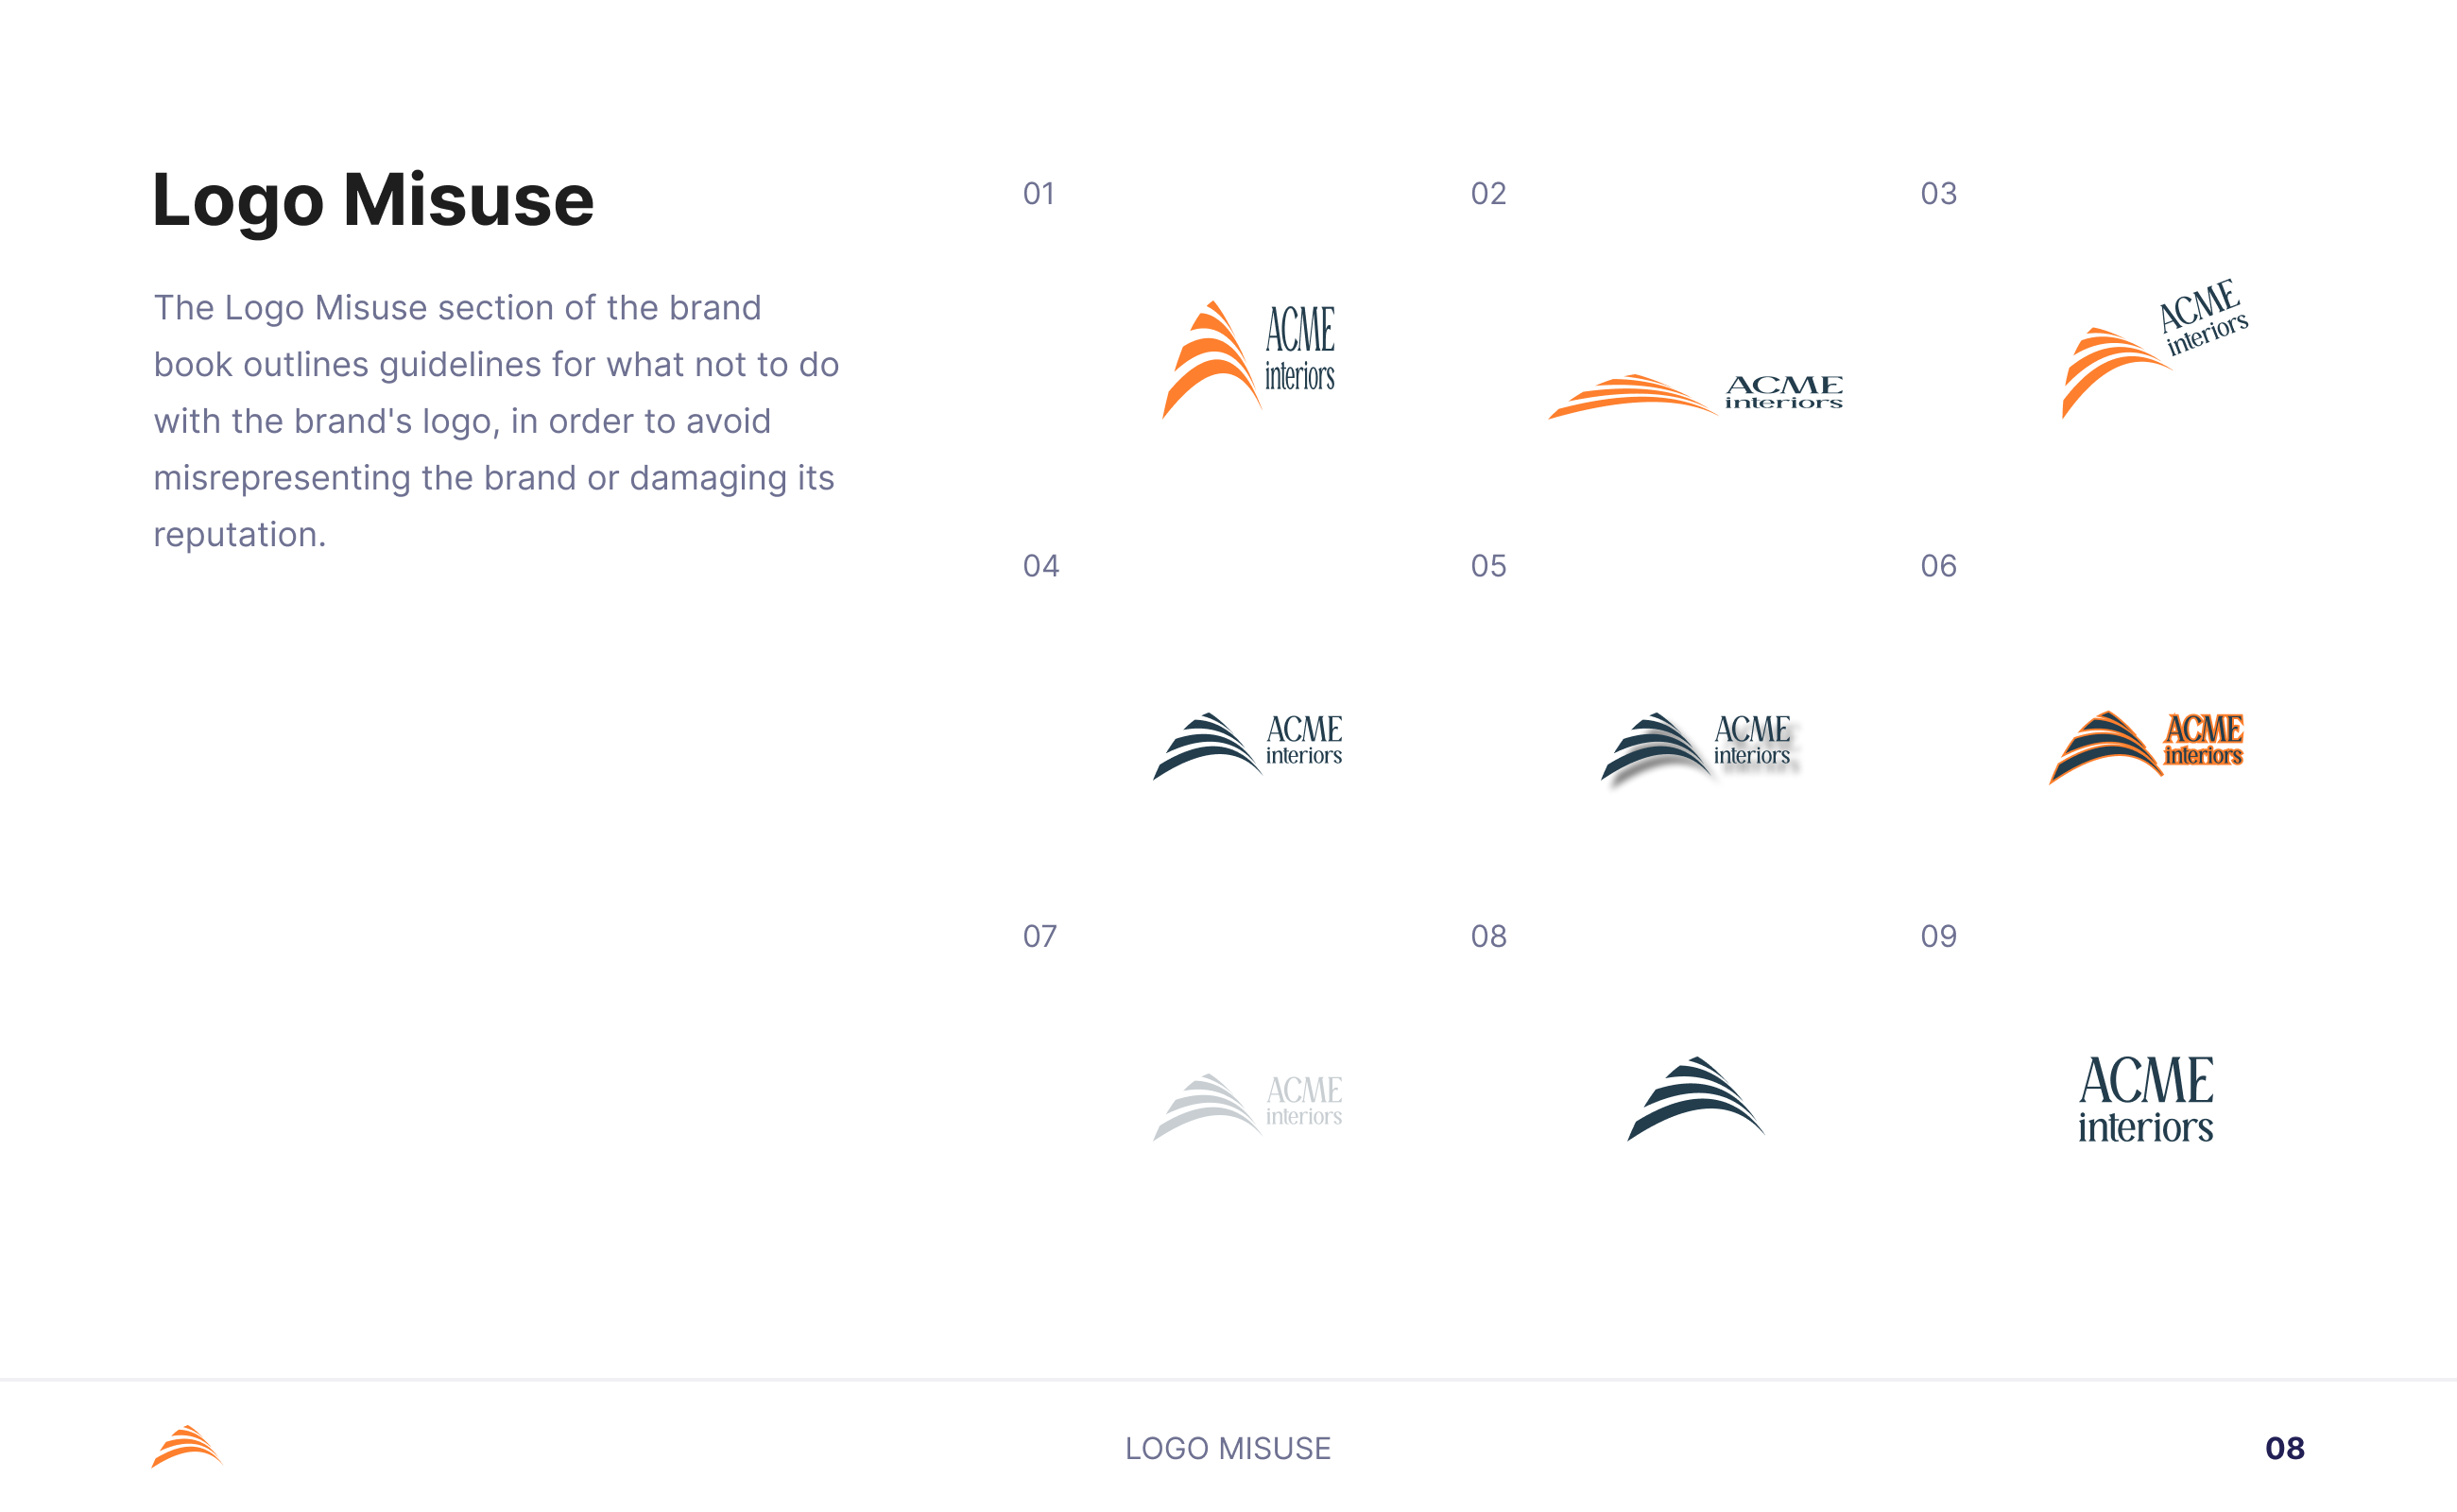 Logo Misuse
The Logo Misuse section of the brand
book outlines guidelines for what not to do
with the brand's logo, in order to avoid
misrepresenting the brand or damaging its
reputation.
01
02
03
ACME
interiors
ACME
interiors
ACME
interiors
04
05
06
ACME
interiors
ACME
interiors
ACME
interiors
07
08
09
ACME
interiors
ACME
interiors
LOGO MISUSE
08